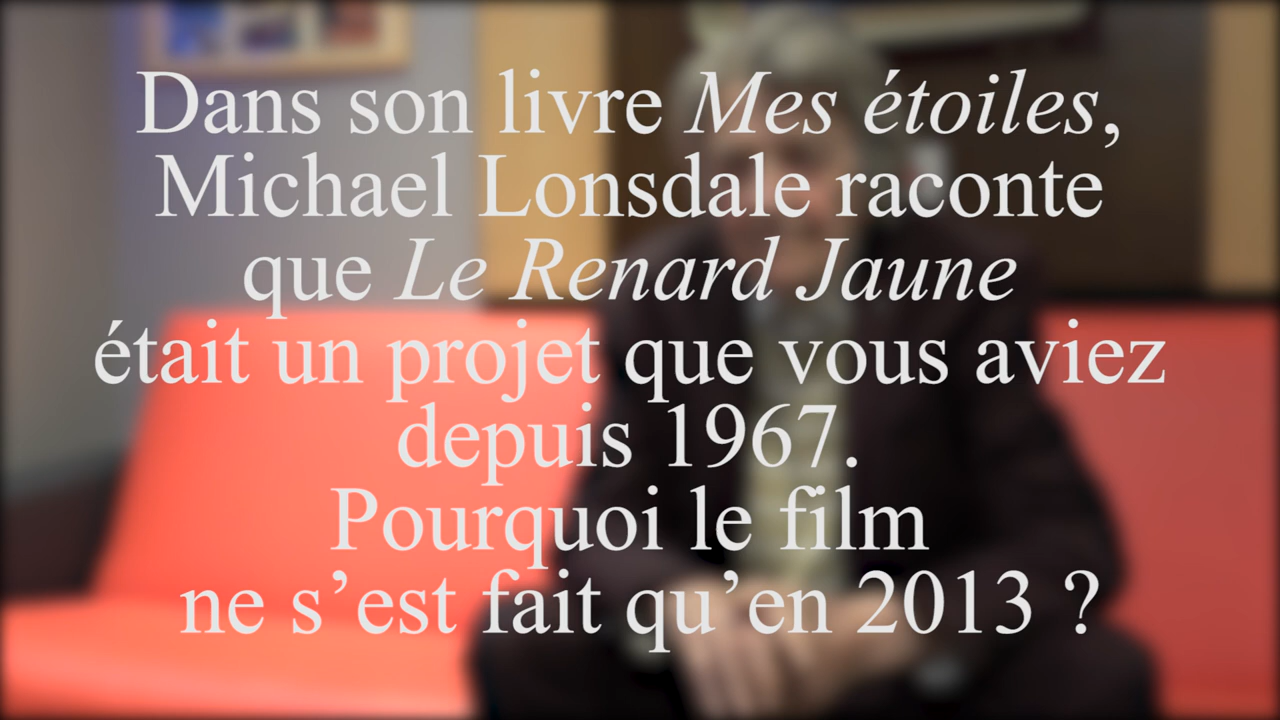 Dans son livre Mes étoiles,
Michael Lonsdale raconte
que Le Renard Jaune
était un projet que vous aviez
depuis 1967.
Pourquoi le film
ne s’est fait qu’en 2013 ?